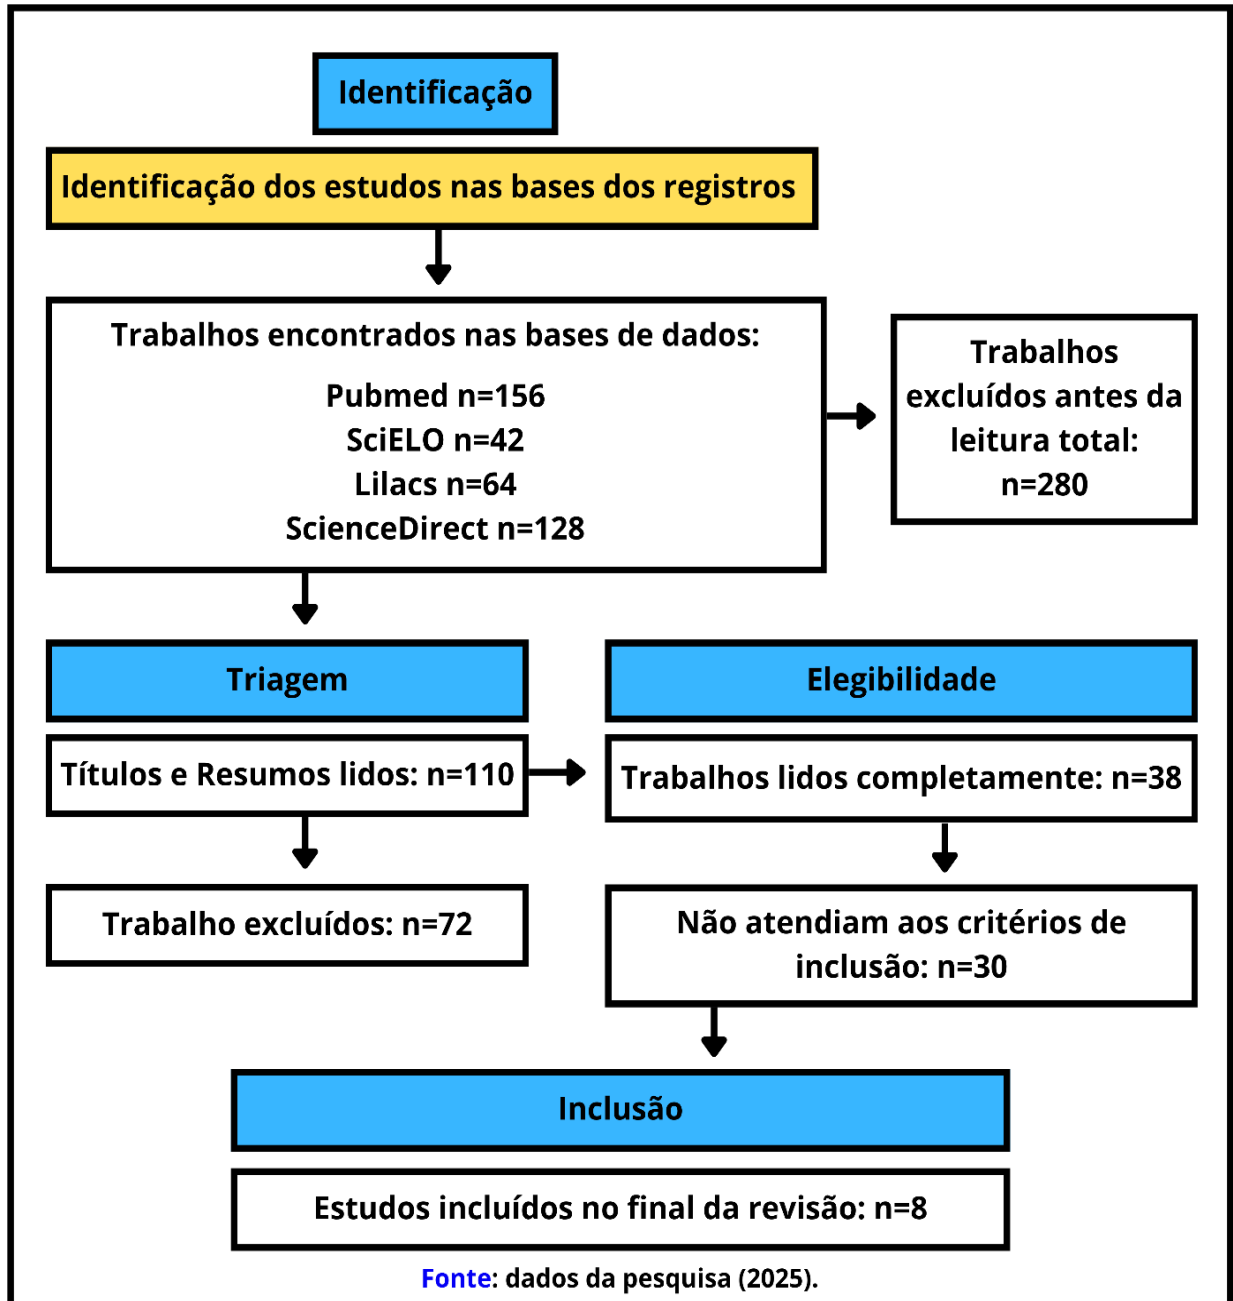 Identificação
Identificação dos estudos nas bases dos registros
Trabalhos encontrados nas bases de dados:
Pubmed n=156
SciELO n=42
Lilacs n=64
ScienceDirect n=128
Trabalhos
excluídos antes da
leitura total:
n=280
Triagem
Títulos e Resumos lidos: n=110
Trabalho excluídos: n=72
Elegibilidade
Trabalhos lidos completamente: n=38
Não atendiam aos critérios de
inclusão: n=30
Inclusão
Estudos incluídos no final da revisão: n=8
Fonte: dados da pesquisa (2025).